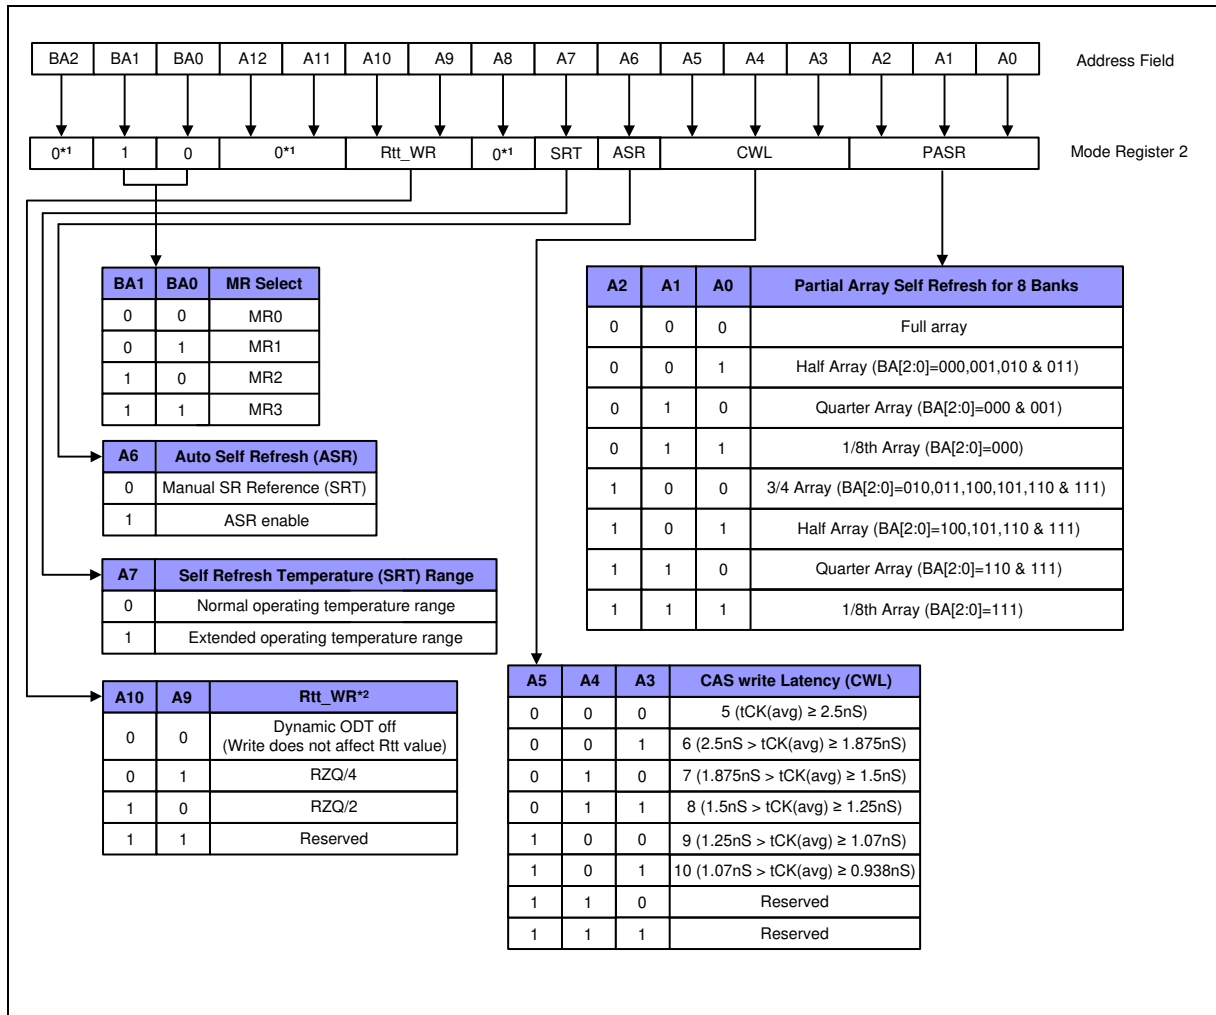 BA2 BA1 BA0 A12 A11 A10 A9 A8 A7 A6 A5 A4 A3 A2 A1 A0 Address Field
0*1 1 0 0*1 Rtt_WR 0*1 SRT ASR CWL PASR Mode Register 2
BA1 BA0 MR Select
0 0 MR0
0 1 MR1
1 0 MR2
1 1 MR3
A6 Auto Self Refresh (ASR)
0 Manual SR Reference (SRT)
1 ASR enable
A7 Self Refresh Temperature (SRT) Range
0 Normal operating temperature range
1 Extended operating temperature range
A10 A9 Rtt_WR*2
0 0 Dynamic ODT off
(Write does not affect Rtt value)
0 1 RZQ/4
1 0 RZQ/2
1 1 Reserved
A2 A1 A0 Partial Array Self Refresh for 8 Banks
0 0 0 Full array
0 0 1 Half Array (BA[2:0]=000,001,010 & 011)
0 1 0 Quarter Array (BA[2:0]=000 & 001)
0 1 1 1/8th Array (BA[2:0]=000)
1 0 0 3/4 Array (BA[2:0]=010,011,100,101,110 & 111)
1 0 1 Half Array (BA[2:0]=100,101,110 & 111)
1 1 0 Quarter Array (BA[2:0]=110 & 111)
1 1 1 1/8th Array (BA[2:0]=111)
A5 A4 A3 CAS write Latency (CWL)
0 0 0 5 (tCK(avg) ≥ 2.5nS)
0 0 1 6 (2.5nS > tCK(avg) ≥ 1.875nS)
0 1 0 7 (1.875nS > tCK(avg) ≥ 1.5nS)
0 1 1 8 (1.5nS > tCK(avg) ≥ 1.25nS)
1 0 0 9 (1.25nS > tCK(avg) ≥ 1.07nS)
1 0 1 10 (1.07nS > tCK(avg) ≥ 0.938nS)
1 1 0 Reserved
1 1 1 Reserved